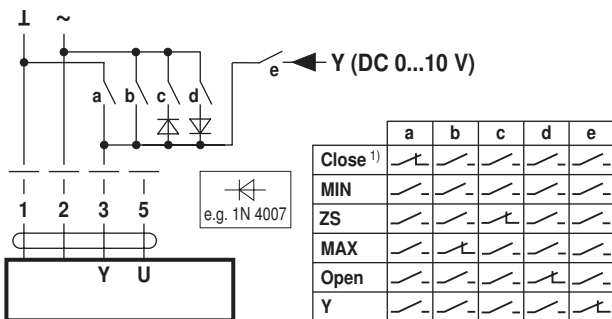 ⊥ ~
e Y (DC 0...10 V)
a b c d
1 2 3 5
e.g. 1N 4007
Y U
a b c d e
Close 1)
MIN
ZS
MAX
Open
Y